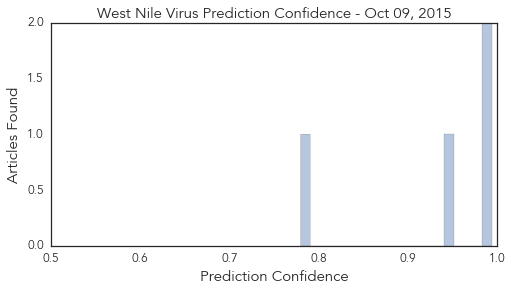 West Nile Virus Prediction Confidence - Oct 09, 2015
2.0
1.5
1.0
0.5
0.0
Articles Found
0.5 0.6 0.7 0.8 0.9 1.0
Prediction Confidence